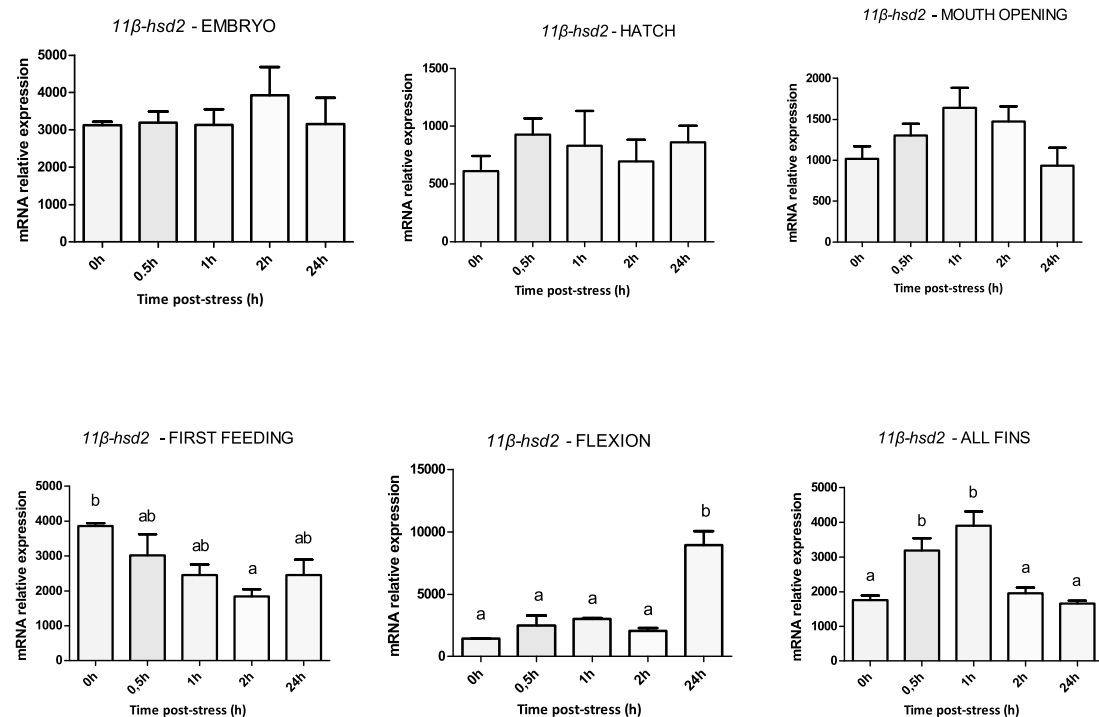 11β-hsd2 - EMBRYO
mRNA relative expression
5000
4000
3000
2000
1000
0
0h
0.5h
1h
2h
24h
Time post-stress (h)
11β-hsd2 - HATCH
mRNA relative expression
1500
1000
500
0
0h
0,5h
1h
2h
24h
Time post-stress (h)
11β-hsd2 - MOUTH OPENING
mRNA relative expression
2000
1500
1000
500
0
0h
0,5h
1h
2h
24h
Time post-stress (h)
11β-hsd2 - FIRST FEEDING
mRNA relative expression
5000
4000
3000
2000
1000
0
b
ab
ab
a
ab
0h
0,5h
1h
2h
24h
Time post-stress (h)
11β-hsd2 - FLEXION
mRNA relative expression
15000
10000
5000
0
a
a
a
a
b
0h
0,5h
1h
2h
24h
Time post-stress (h)
11β-hsd2 - ALL FINS
mRNA relative expression
5000
4000
3000
2000
1000
0
a
b
b
a
a
0h
0,5h
1h
2h
24h
Time post-stress (h)